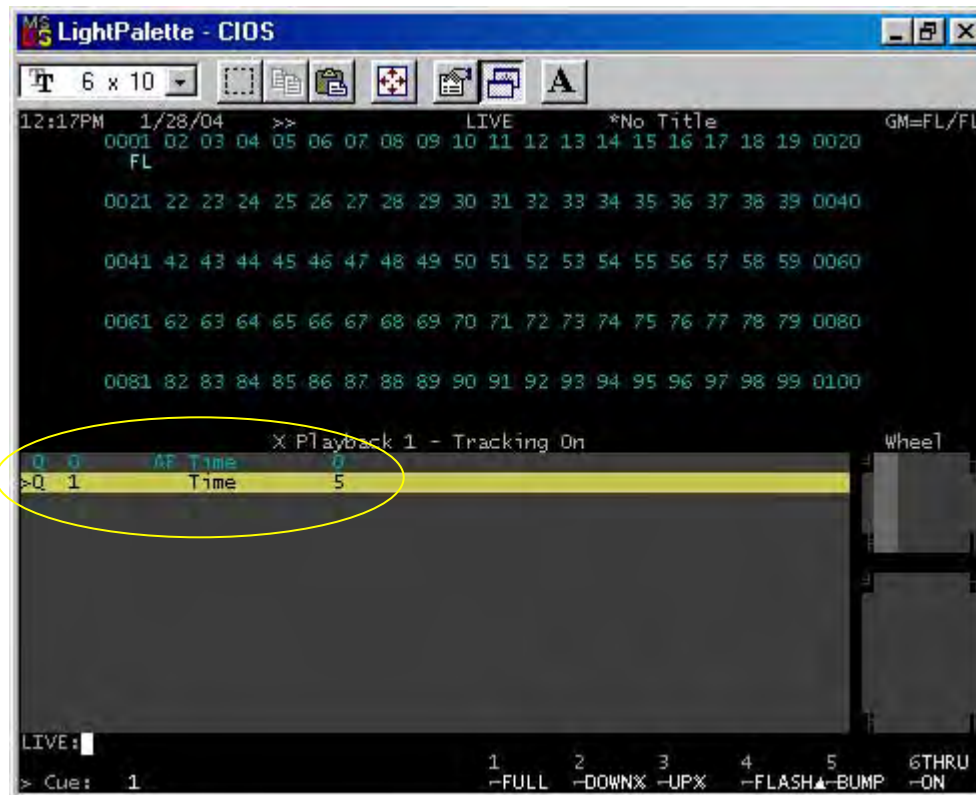 LightPalette - CIOS
6 x 10
A
12:17PM 1/28/04 >> LIVE *No Title GM=FL/FL
0001 02 03 04 05 06 07 08 09 10 11 12 13 14 15 16 17 18 19 0020
FL
0021 22 23 24 25 26 27 28 29 30 31 32 33 34 35 36 37 38 39 0040
0041 42 43 44 45 46 47 48 49 50 51 52 53 54 55 56 57 58 59 0060
0061 62 63 64 65 66 67 68 69 70 71 72 73 74 75 76 77 78 79 0080
0081 82 83 84 85 86 87 88 89 90 91 92 93 94 95 96 97 98 99 0100
X Playback 1 - Tracking On Wheel
Q 0 AF Time 0
>Q 1 Time 5
LIVE:
1 2 3 4 5 6THRU
> Cue: 1 ⌐FULL ⌐DOWN% ⌐UP% ⌐FLASH▲⌐BUMP ⌐ON